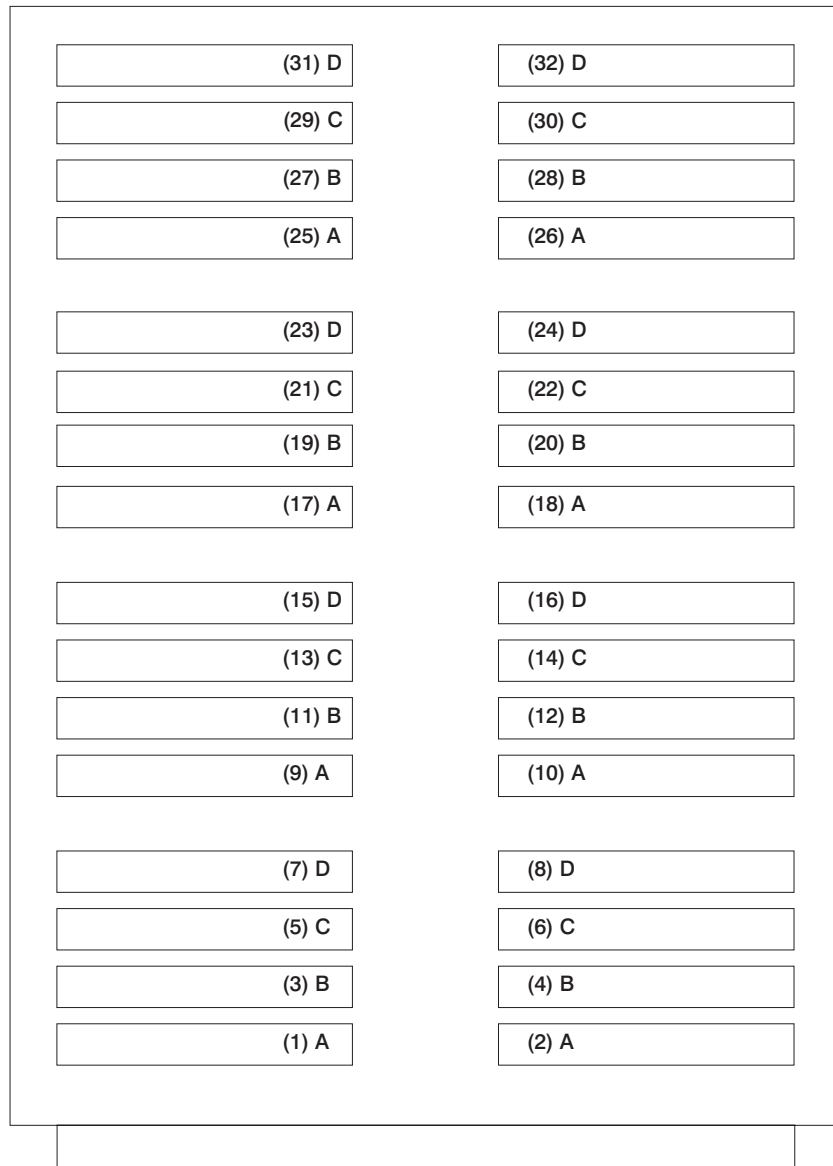 (31) D (32) D
(29) C (30) C
(27) B (28) B
(25) A (26) A
(23) D (24) D
(21) C (22) C
(19) B (20) B
(17) A (18) A
(15) D (16) D
(13) C (14) C
(11) B (12) B
(9) A (10) A
(7) D (8) D
(5) C (6) C
(3) B (4) B
(1) A (2) A